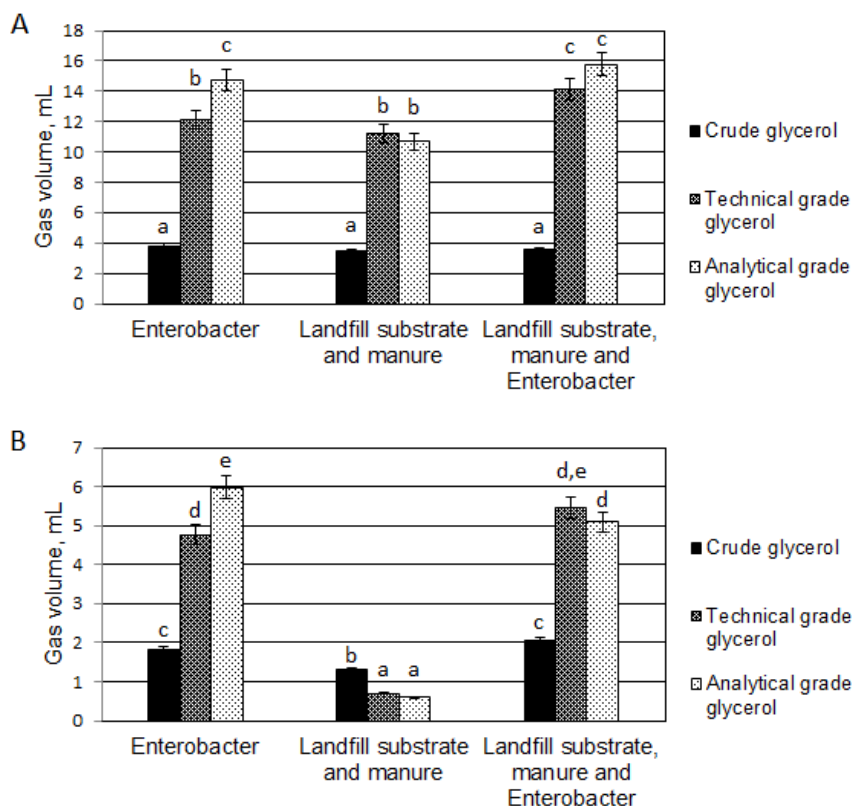 A
Gas volume, mL
18
16
14
12
10
8
6
4
2
0
a
b
c
a
b
b
a
c
c
Enterobacter
Landfill substrate
and manure
Landfill substrate,
manure and
Enterobacter
Crude glycerol
Technical grade
glycerol
Analytical grade
glycerol
B
Gas volume, mL
7
6
5
4
3
2
1
0
c
d
e
b
a
a
c
d,e
d
Enterobacter
Landfill substrate
and manure
Landfill substrate,
manure and
Enterobacter
Crude glycerol
Technical grade
glycerol
Analytical grade
glycerol